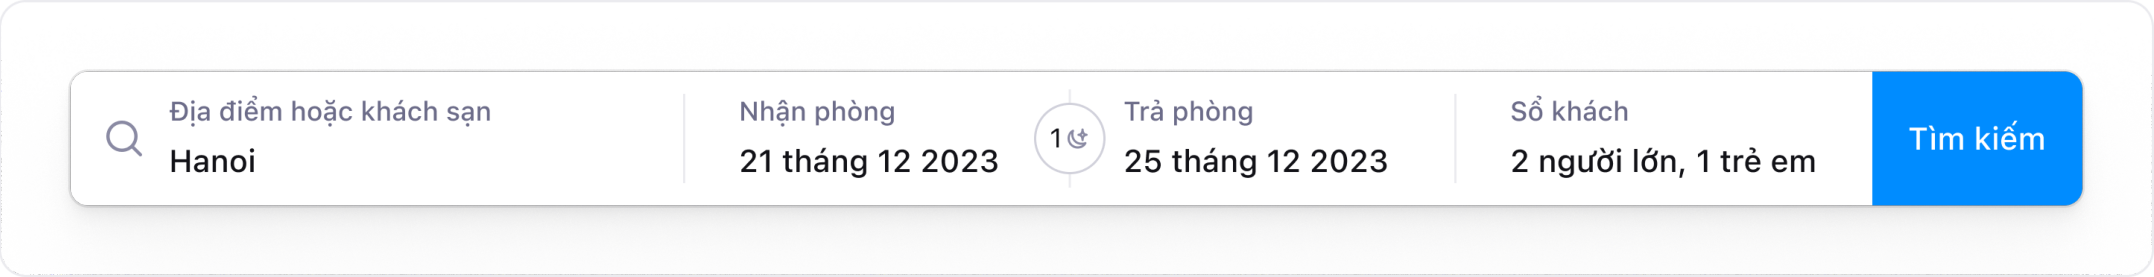 Địa điểm hoặc khách sạn
Hanoi
Nhận phòng
21 tháng 12 2023
1
Trả phòng
25 tháng 12 2023
Sổ khách
2 người lớn, 1 trẻ em
Tìm kiếm